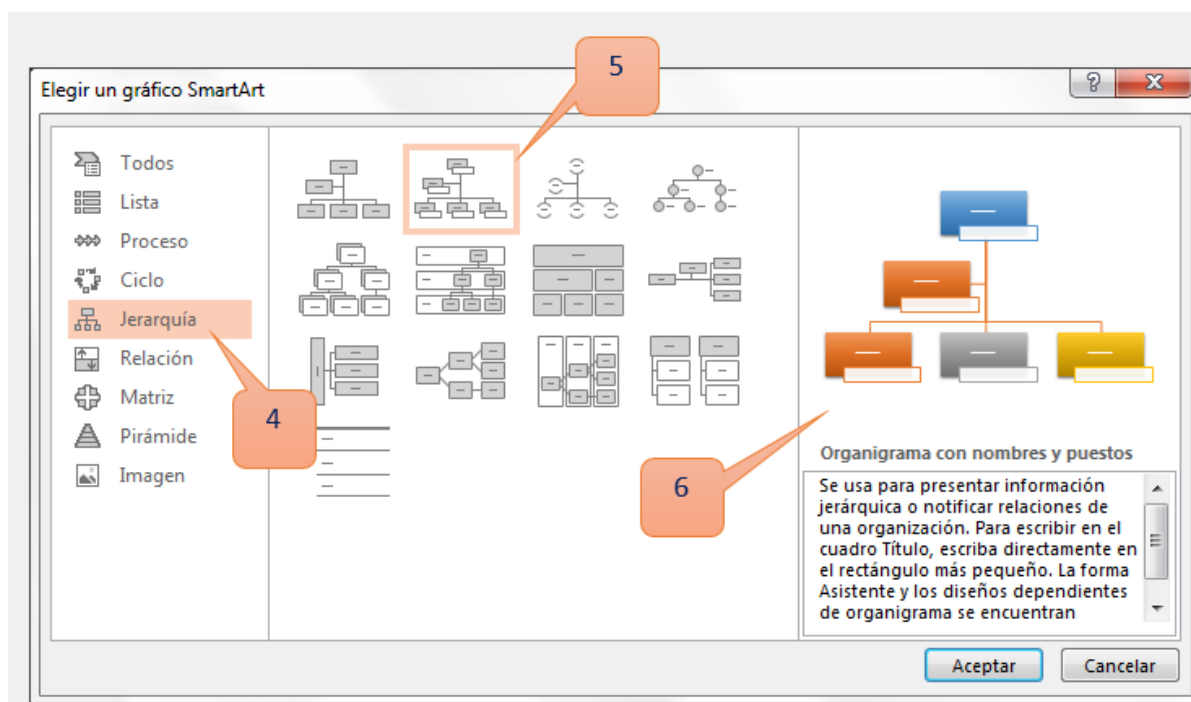 5
Elegir un gráfico SmartArt
?
X
Todos
Lista
Proceso
Ciclo
Jerarquía
Relación
Matriz
Pirámide
Imagen
4
6
Organigrama con nombres y puestos
Se usa para presentar información
jerárquica o notificar relaciones de
una organización. Para escribir en el
cuadro Título, escriba directamente en
el rectángulo más pequeño. La forma
Asistente y los diseños dependientes
de organigrama se encuentran
Aceptar
Cancelar